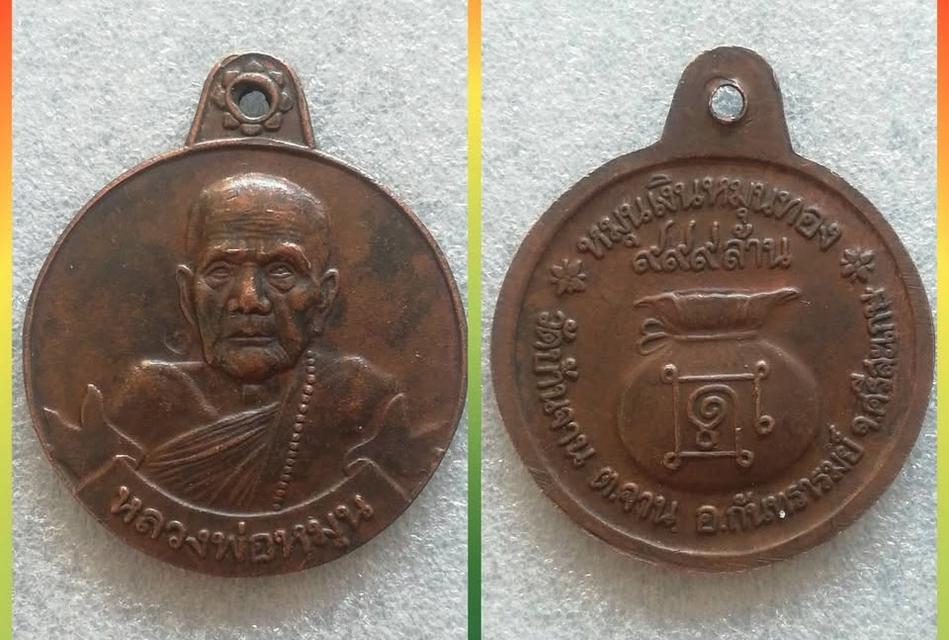 หลวงพ่อหมุน
หมุนเงินหมุนทอง
๙๙๙ล้าน
วัดบ้านจาน ต.จาน อ.กันทรารมย์ จ.ศรีสะเกษ